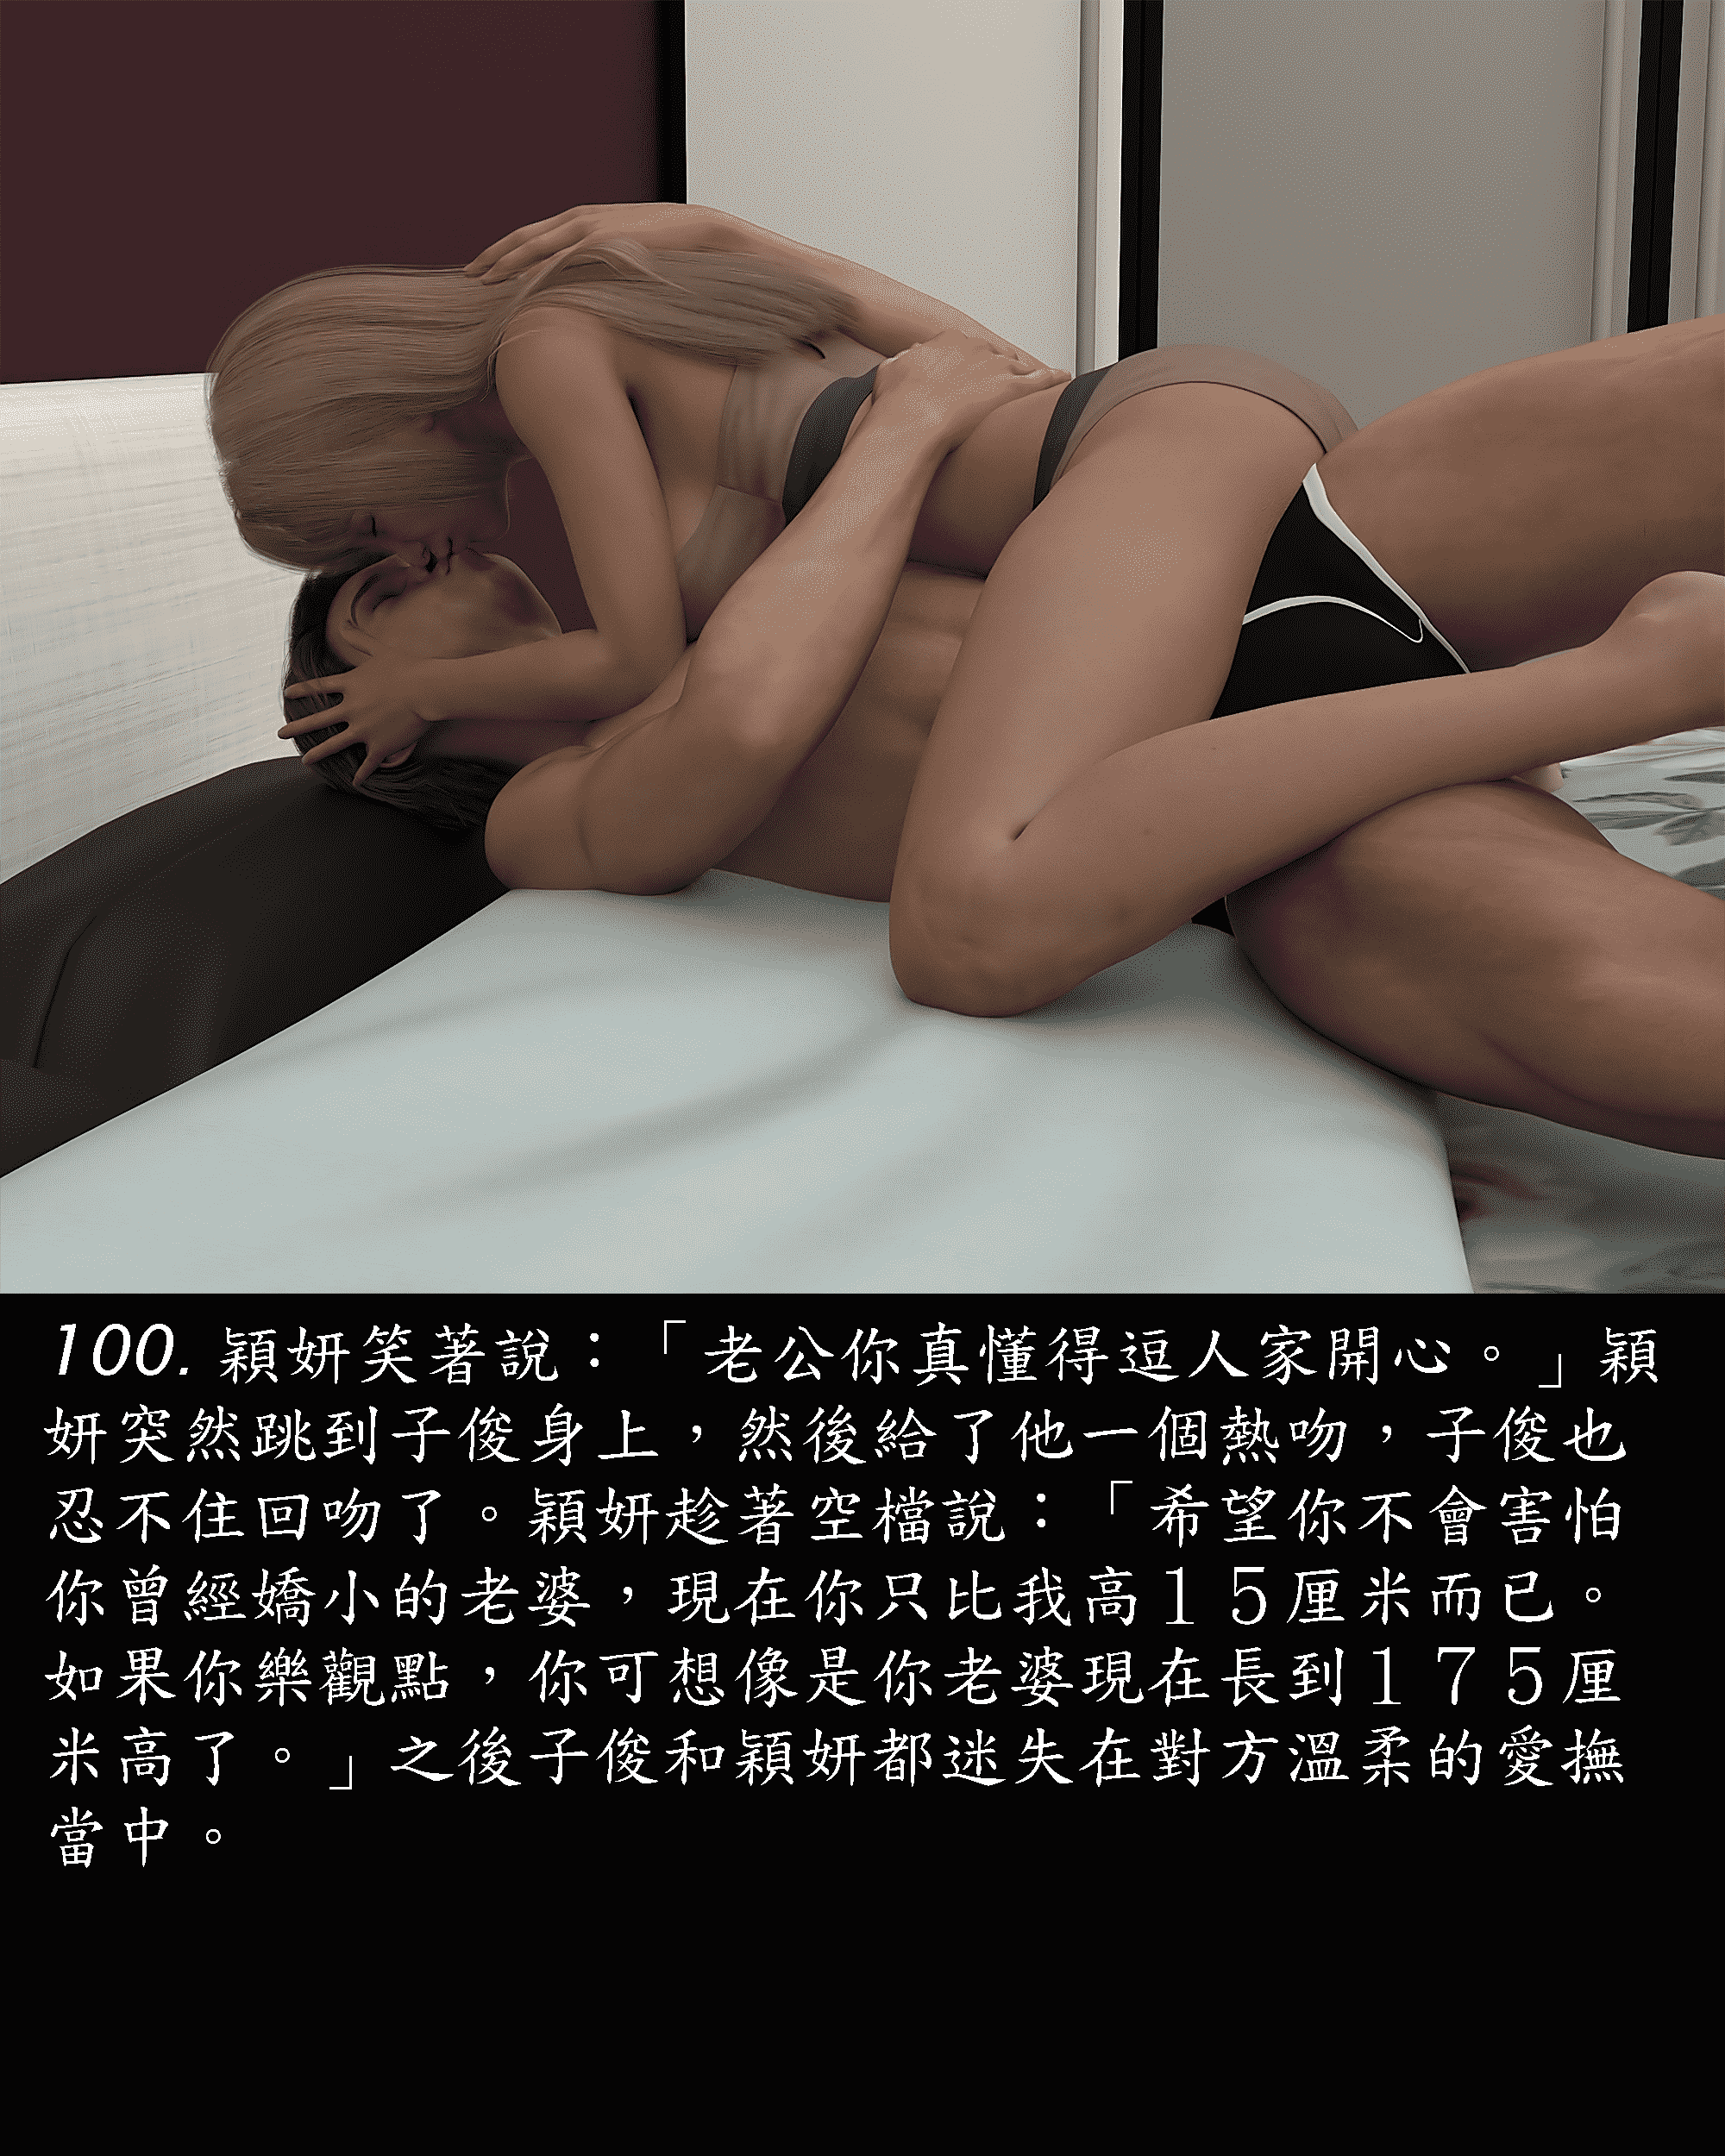 100. 穎妍笑著說：「老公你真懂得逗人家開心。」穎
妍突然跳到子俊身上，然後給了他一個熱吻，子俊也
忍不住回吻了。穎妍趁著空檔說：「希望你不會害怕
你曾經嬌小的老婆，現在你只比我高１５厘米而已。
如果你樂觀點，你可想像是你老婆現在長到１７５厘
米高了。」之後子俊和穎妍都迷失在對方溫柔的愛撫
當中。